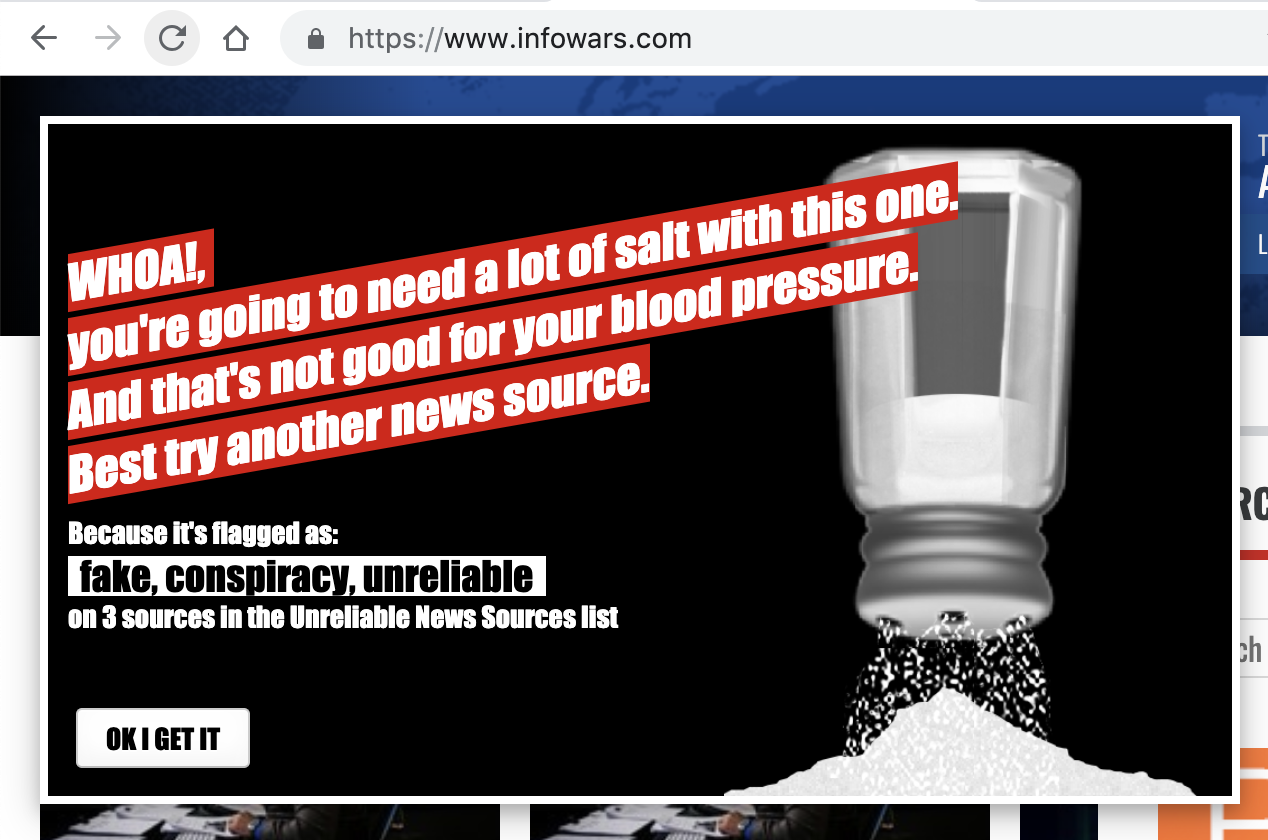 https://www.infowars.com
WHOA!,
you're going to need a lot of salt with this one.
And that's not good for your blood pressure.
Best try another news source.
Because it's flagged as:
fake, conspiracy, unreliable
on 3 sources in the Unreliable News Sources list
OK I GET IT